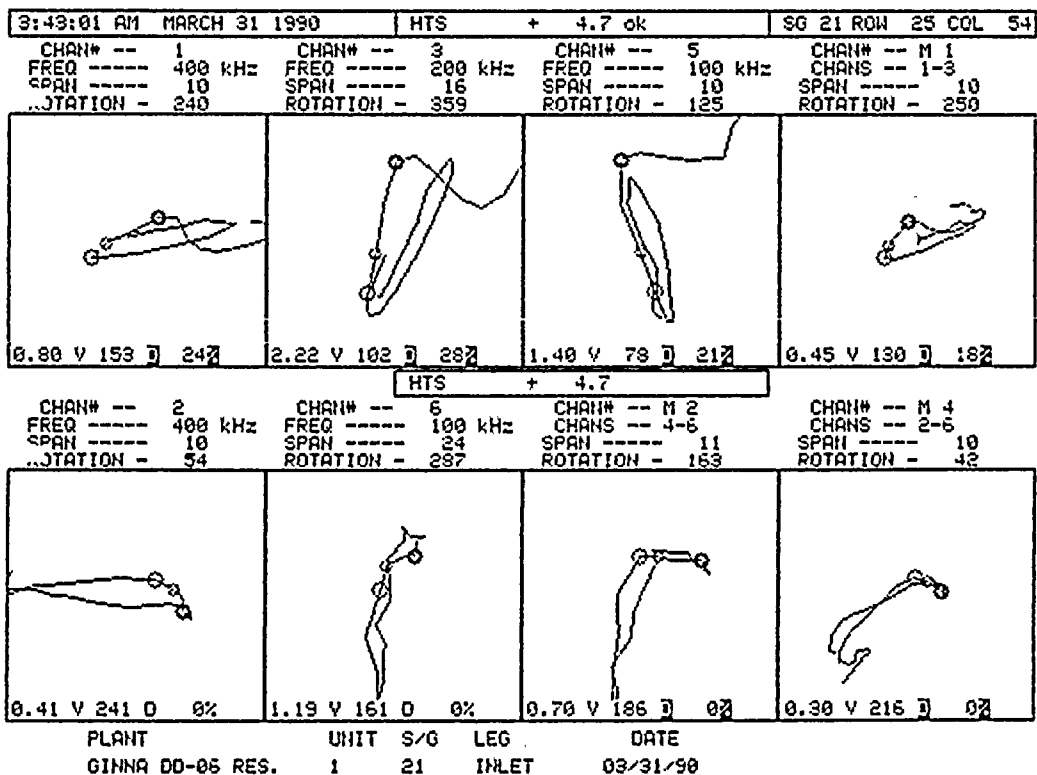 3:43:01 AM MARCH 31 1990 HTS + 4.7 ok SG 21 ROW 25 COL 54
CHAN# -- 1 CHAN# -- 3 CHAN# -- 5 CHAN# -- M 1
FREQ ----- 400 kHz FREQ ----- 200 kHz FREQ ----- 100 kHz CHANS -- 1-3
SPAN ----- 10 SPAN ----- 16 SPAN ----- 10 SPAN ----- 10
ROTATION - 240 ROTATION - 359 ROTATION - 125 ROTATION - 250
0.80 V 153 D 24% 2.22 V 102 D 28% 1.40 V 78 D 21% 0.45 V 130 D 18%
HTS + 4.7
CHAN# -- 2 CHAN# -- 6 CHAN# -- M 2 CHAN# -- M 4
FREQ ----- 400 kHz FREQ ----- 100 kHz CHANS -- 4-6 CHANS -- 2-6
SPAN ----- 10 SPAN ----- 24 SPAN ----- 11 SPAN ----- 10
ROTATION - 54 ROTATION - 287 ROTATION - 163 ROTATION - 42
0.41 V 241 D 0% 1.19 V 161 D 0% 0.70 V 186 D 0% 0.30 V 216 D 0%
PLANT UNIT S/G LEG DATE
GINNA DD-06 RES. 1 21 INLET 03/31/90